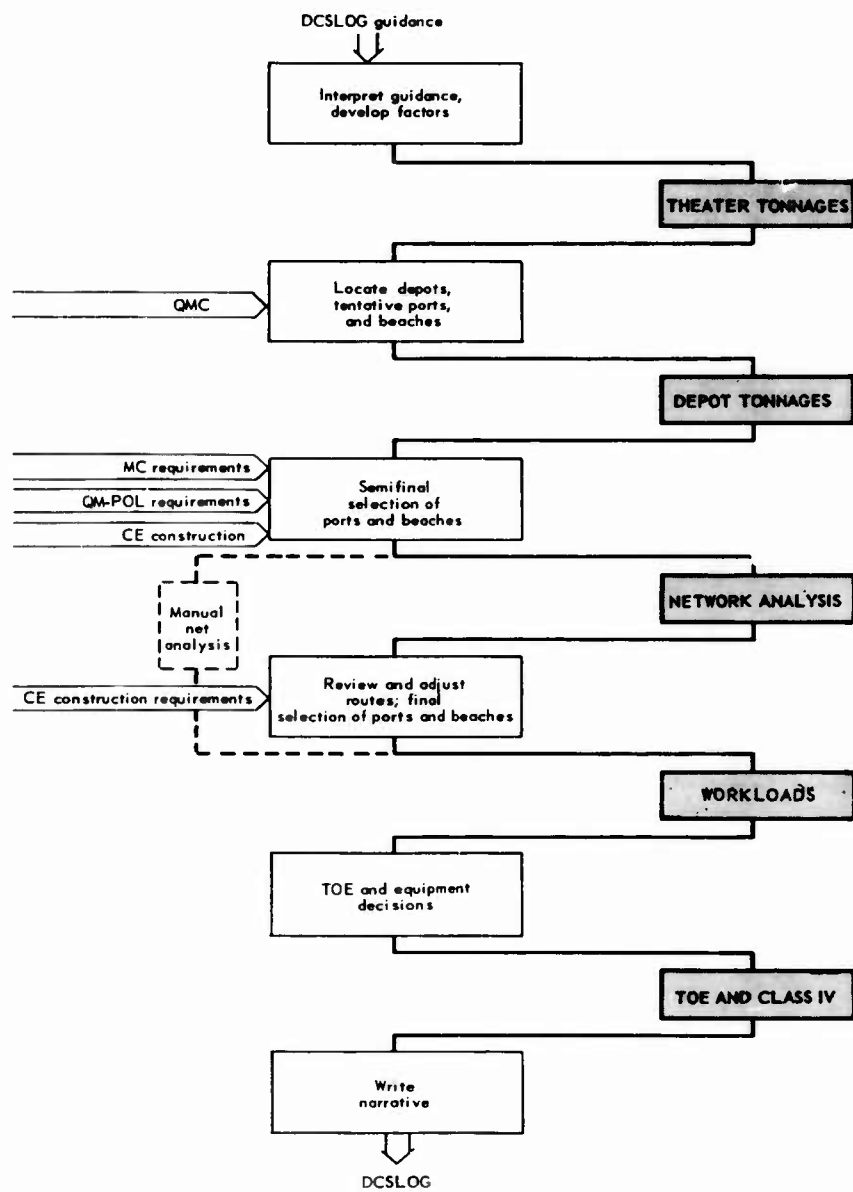 DCSLOG guidance
Interpret guidance,
develop factors
THEATER TONNAGES
QMC
Locate depots,
tentative ports,
and beaches
DEPOT TONNAGES
MC requirements
QM-POL requirements
CE construction
Semifinal
selection of
ports and beaches
Manual
net
analysis
NETWORK ANALYSIS
CE construction requirements
Review and adjust
routes; final
selection of ports and beaches
WORKLOADS
TOE and equipment
decisions
TOE AND CLASS IV
Write
narrative
DCSLOG